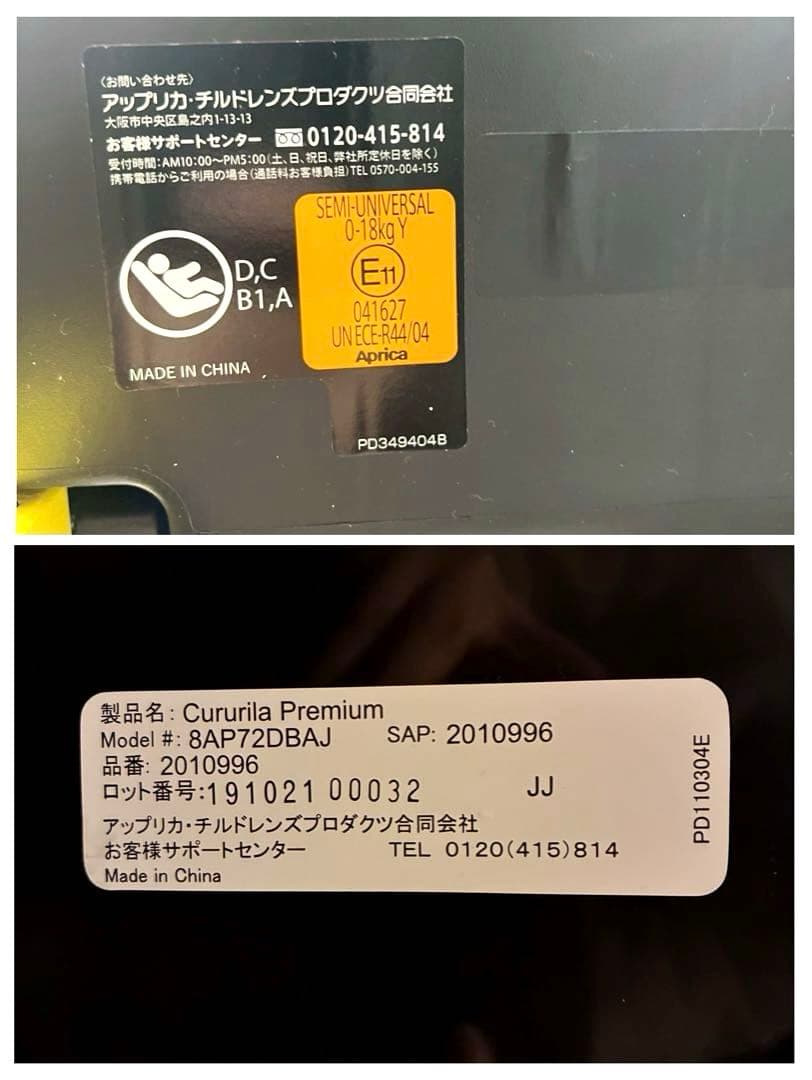 〈お問い合わせ先〉
アップリカ・チルドレンズプロダクツ合同会社
大阪市中央区島之内1-13-13
お客様サポートセンター 0120-415-814
受付時間:AM10:00〜PM5:00(土、日、祝日、弊社所定休日を除く)
携帯電話からご利用の場合(通話料お客様負担)TEL 0570-004-155
SEMI-UNIVERSAL
0-18kg Y
E11
041627
UN ECE-R44/04
Aprica
D,C
B1,A
MADE IN CHINA
PD349404B
製品名: Cururila Premium
Model #: 8AP72DBAJ SAP: 2010996
品番: 2010996
ロット番号:191021 00032 JJ
アップリカ・チルドレンズプロダクツ合同会社
お客様サポートセンター TEL 0120(415)814
Made in China
PD110304E